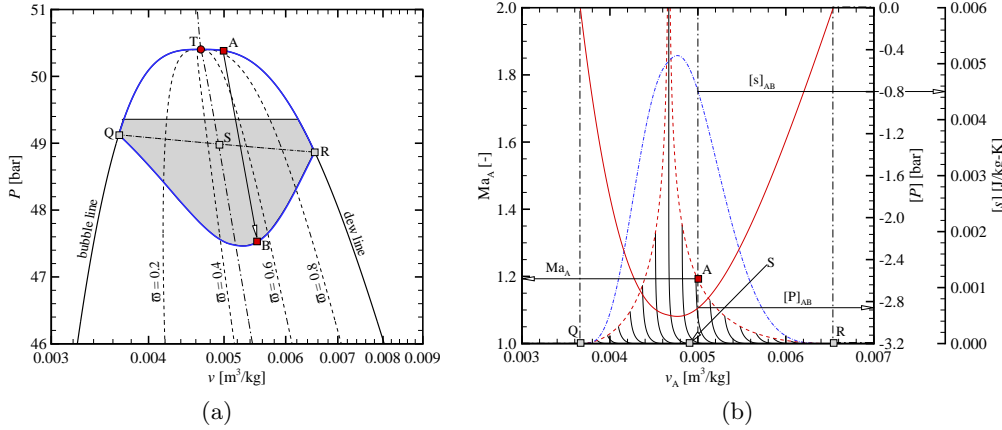 51
50
49
48
47
46
P [bar]
0.003
0.004
0.005
0.006
0.007
0.008
0.009
v [m³/kg]
T
A
Q
S
R
B
bubble line
dew line
ϖ = 0.2
ϖ = 0.4
ϖ = 0.6
ϖ = 0.8
(a)
2.0
1.8
1.6
1.4
1.2
1.0
Ma_A [-]
0.003
0.004
0.005
0.006
0.007
v_A [m³/kg]
0.0
-0.4
-0.8
-1.2
-1.6
-2.0
-2.4
-2.8
-3.2
[P] [bar]
0.006
0.005
0.004
0.003
0.002
0.001
0.000
[s] [J/kg-K]
[s]_AB
Ma_A
A
S
[P]_AB
Q
R
(b)